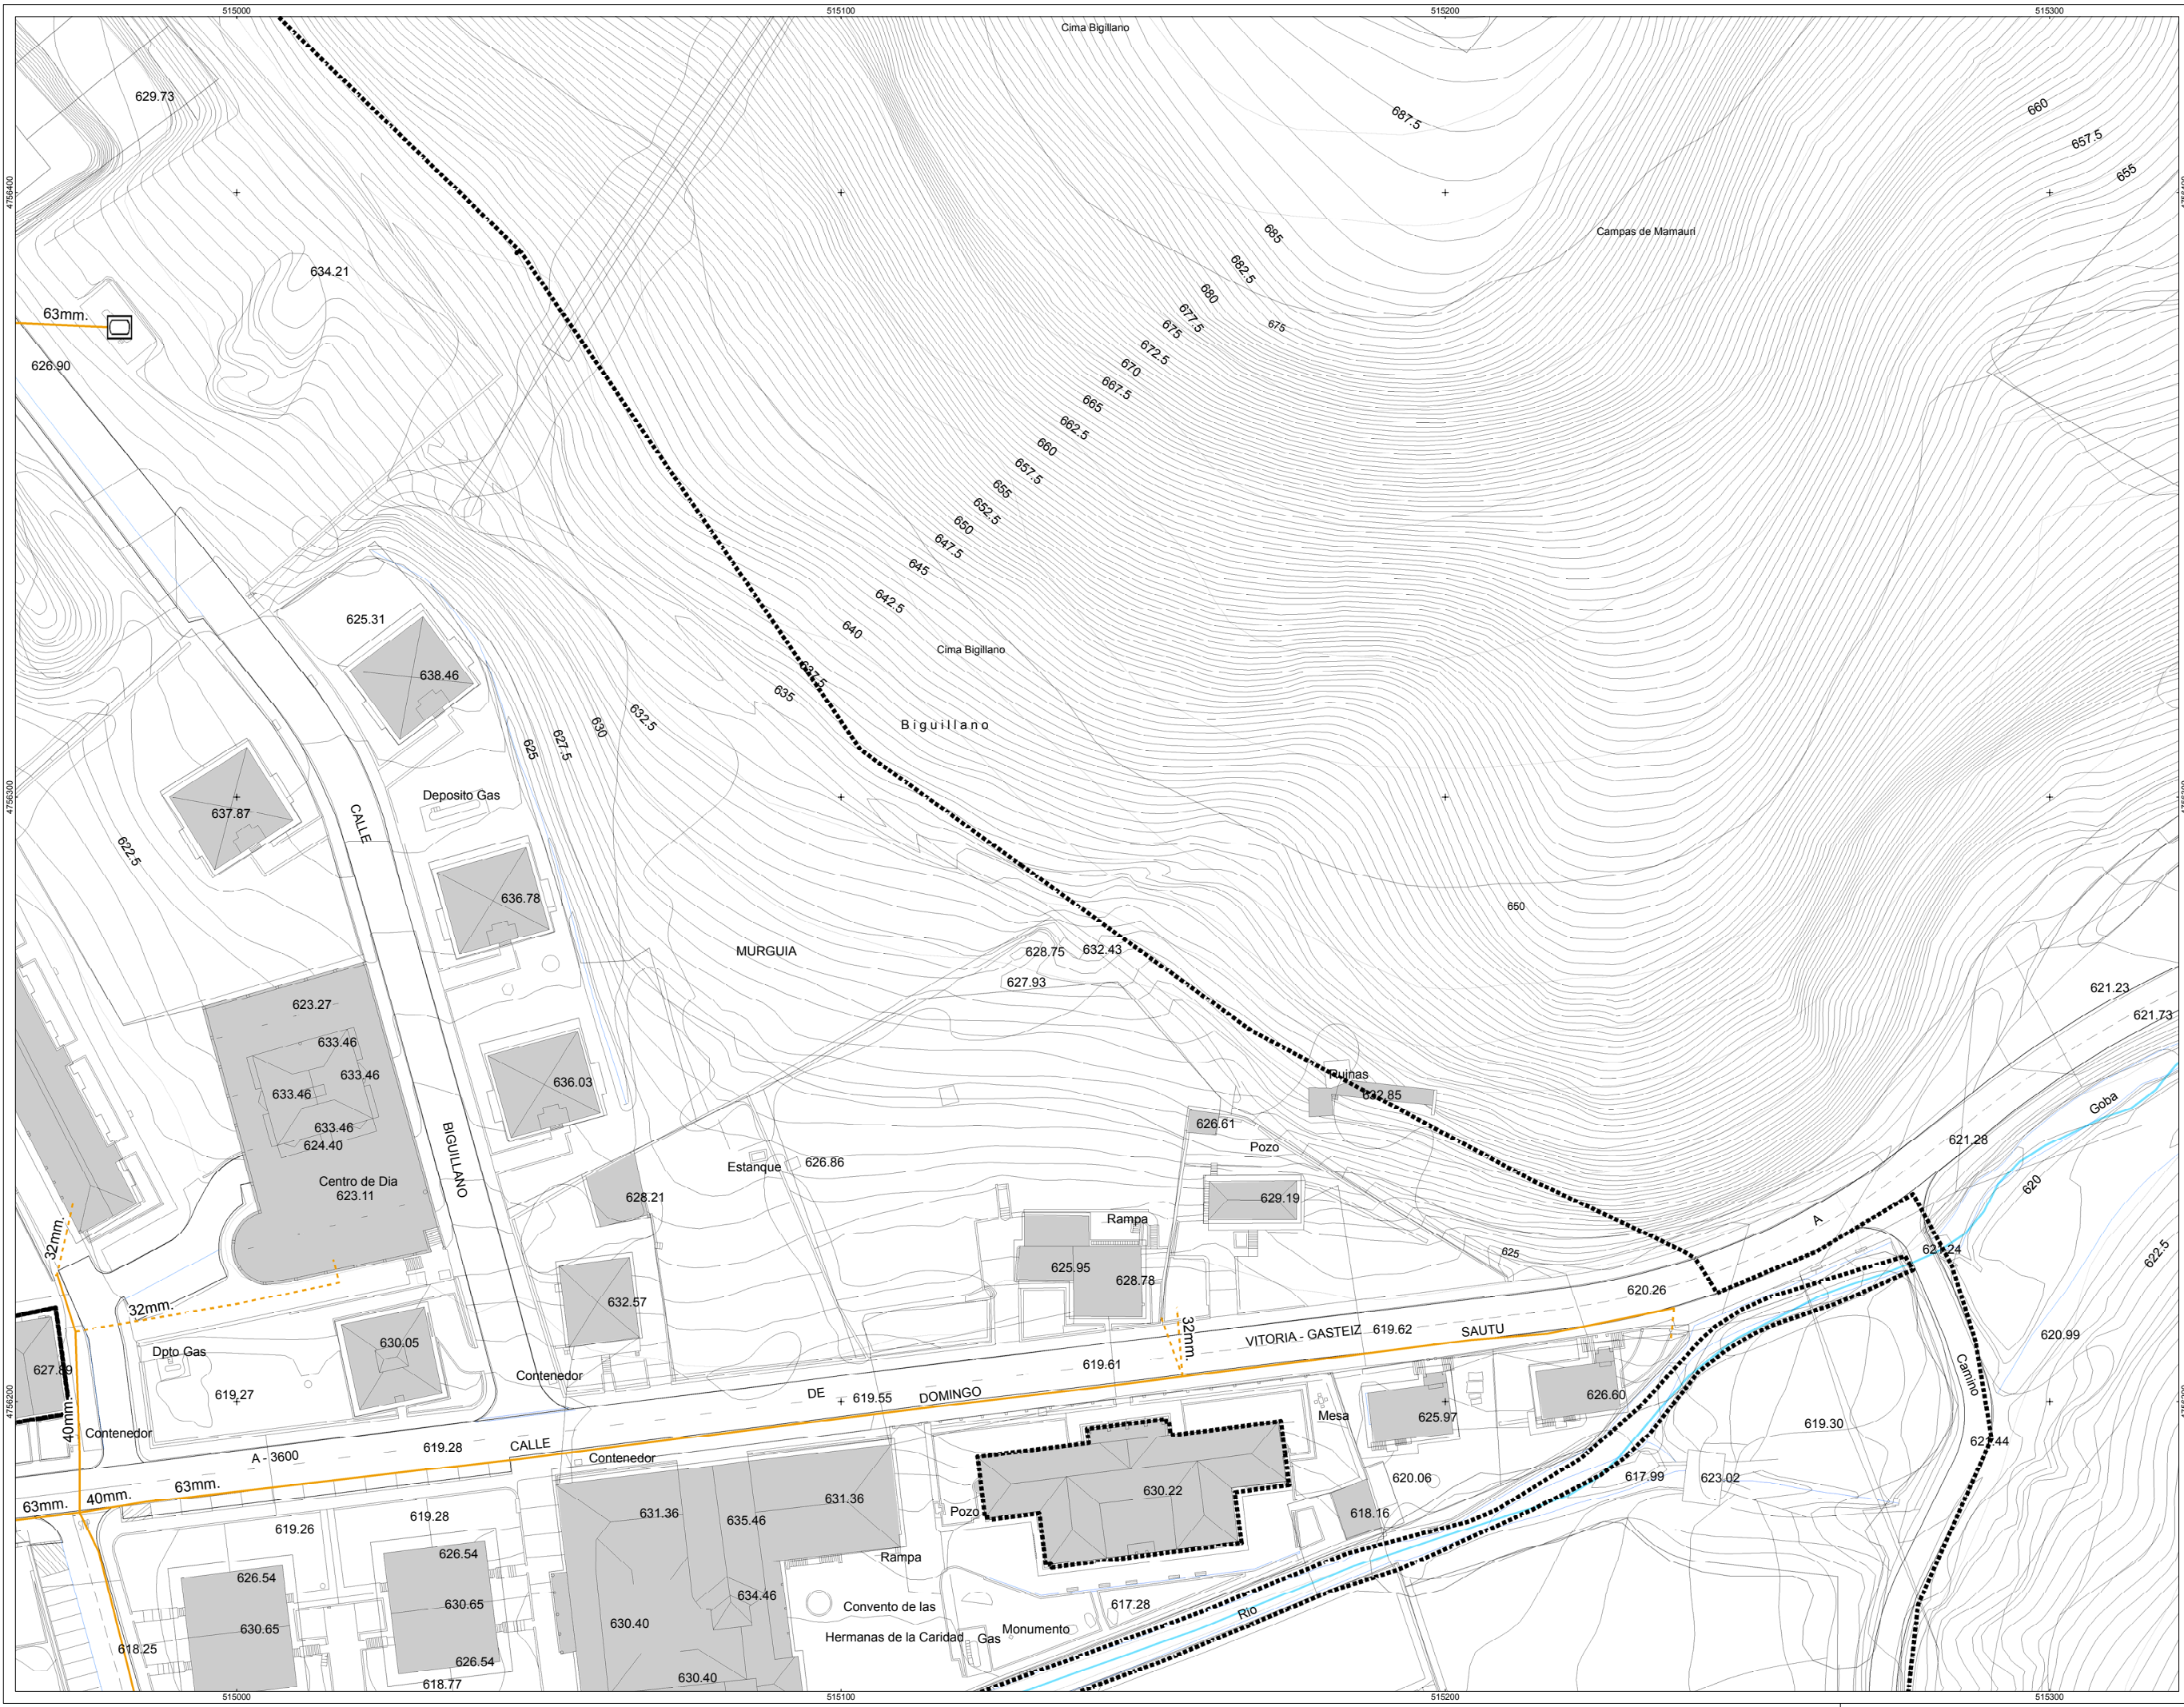 515000
515100
515200
515300
Cima Bigillano
629.73
687.5
660
657.5
655
4756400
4756400
685
Campas de Mamauri
634.21
682.5
680
677.5
675
675
63mm.
672.5
626.90
670
667.5
665
662.5
660
657.5
655
652.5
650
647.5
645
642.5
625.31
640
Cima Bigillano
638.46
637.5
635
632.5
630
627.5
625
Biguillano
Deposito Gas
4756300
4756300
637.87
CALLE
622.5
636.78
650
MURGUIA
628.75
632.43
627.93
621.23
623.27
621.73
633.46
633.46
633.46
636.03
Ruinas
632.85
Goba
633.46
624.40
626.61
621.28
BIGUILLANO
Pozo
Estanque
626.86
Centro de Dia
623.11
628.21
629.19
620
Rampa
A
32mm.
625
622.5
625.95
628.78
620.26
32mm.
632.57
32mm.
VITORIA - GASTEIZ
619.62
SAUTU
630.05
Dpto Gas
620.99
627.89
619.61
Contenedor
Camino
619.27
DE
619.55
DOMINGO
626.60
4756200
4756200
40mm.
Contenedor
Mesa
625.97
619.30
A - 3600
619.28
CALLE
Contenedor
620.06
617.99
623.02
63mm.
40mm.
63mm.
630.22
631.36
631.36
635.46
Pozo
618.16
619.26
619.28
626.54
626.54
Rampa
634.46
630.65
630.65
630.40
Convento de las
Hermanas de la Caridad
Gas
Monumento
617.28
Rio
618.25
626.54
618.77
630.40
515000
515100
515200
515300